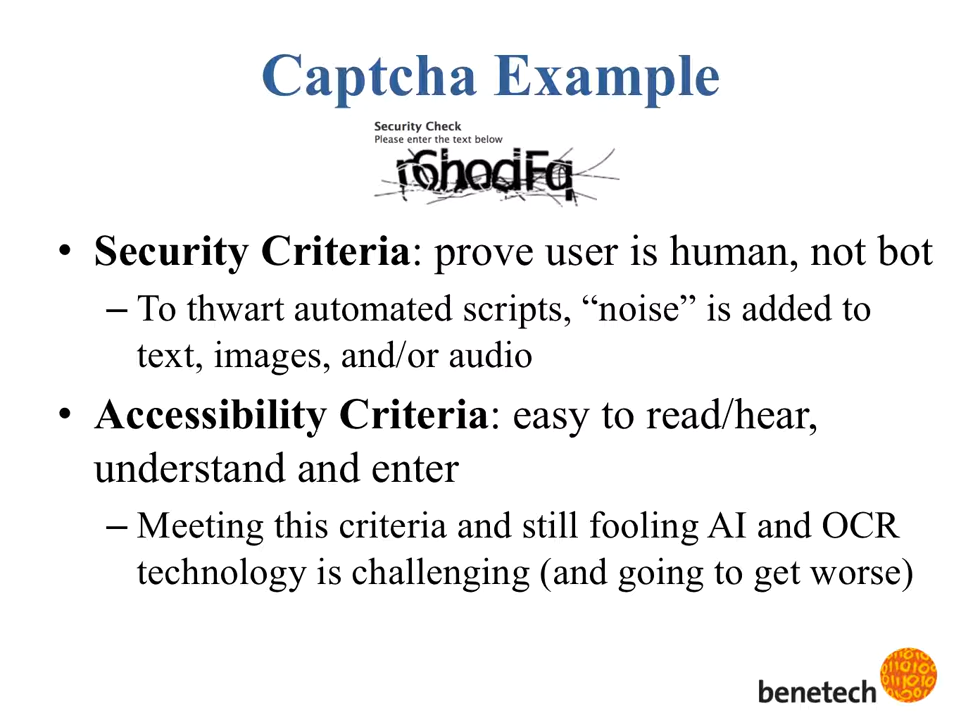 Captcha Example
Security Check
Please enter the text below
• Security Criteria: prove user is human, not bot
– To thwart automated scripts, “noise” is added to
text, images, and/or audio
• Accessibility Criteria: easy to read/hear,
understand and enter
– Meeting this criteria and still fooling AI and OCR
technology is challenging (and going to get worse)
benetech